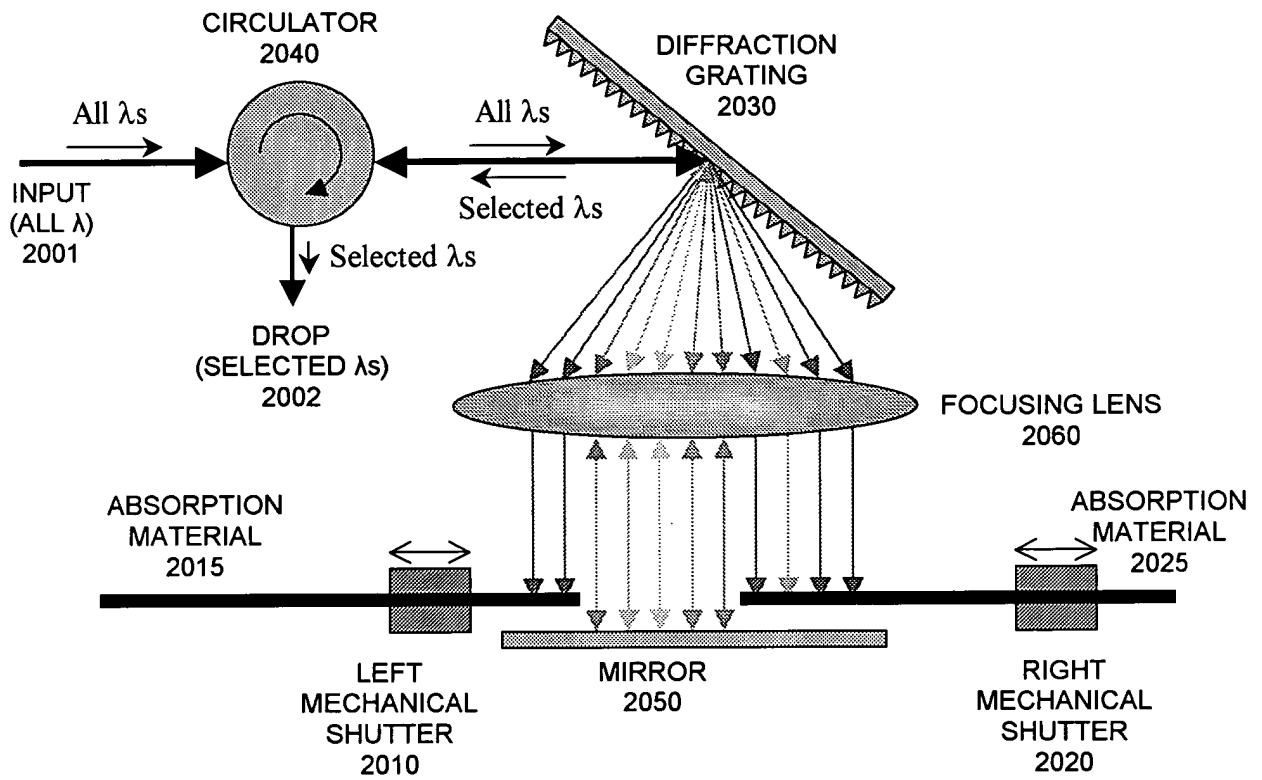 CIRCULATOR
2040
DIFFRACTION
GRATING
2030
All λs
All λs
Selected λs
INPUT
(ALL λ)
2001
Selected λs
DROP
(SELECTED λs)
2002
FOCUSING LENS
2060
ABSORPTION
MATERIAL
2015
ABSORPTION
MATERIAL
2025
LEFT
MECHANICAL
SHUTTER
2010
MIRROR
2050
RIGHT
MECHANICAL
SHUTTER
2020